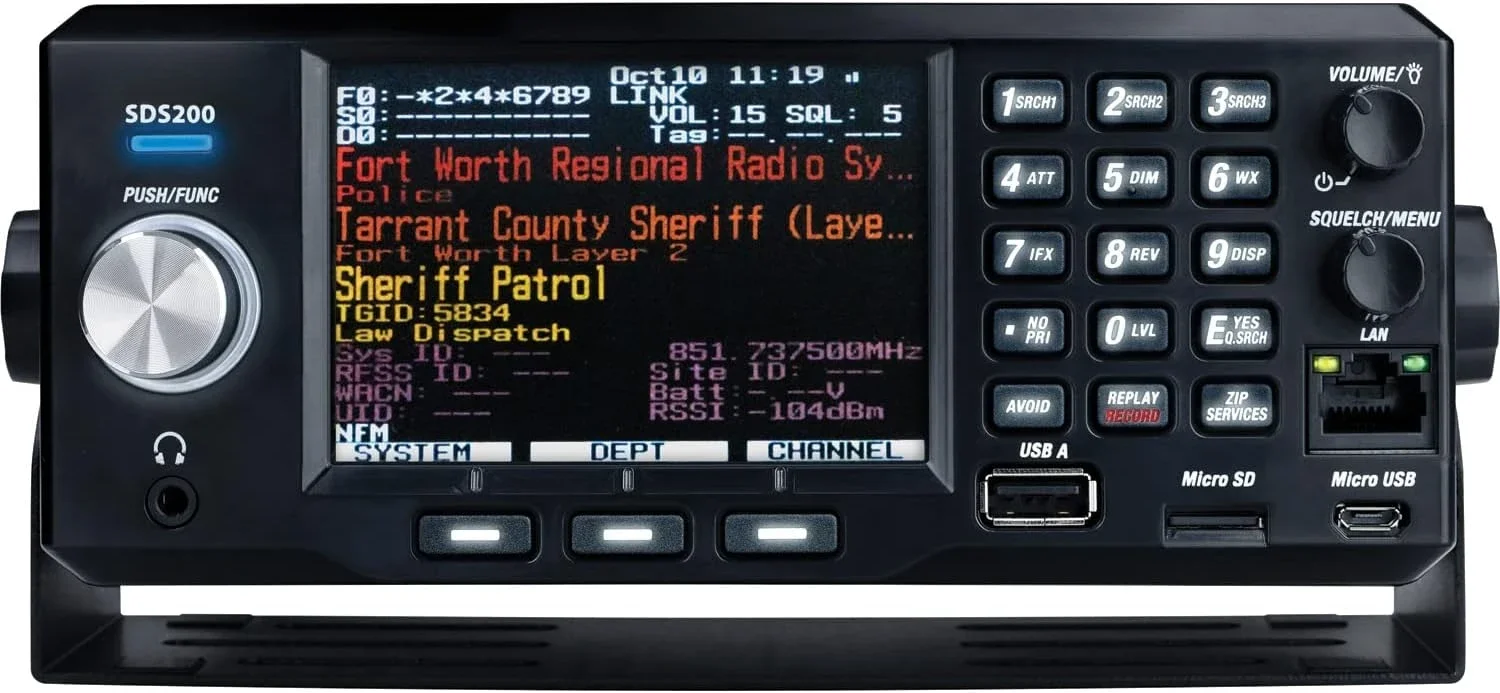 SDS200
PUSH/FUNC
Oct10 11:19
F0:-*2*4*6789 LINK
S0:---------- VOL:15 SQL: 5
D0:---------- Tag:--.--.---
Fort Worth Regional Radio Sy...
Police
Tarrant County Sheriff (Laye...
Fort Worth Layer 2
Sheriff Patrol
TGID:5834
Law Dispatch
Sys ID: --- 851.737500MHz
RFSS ID: --- Site ID: ---
WACN: --- Batt:-.--V
UID: --- RSSI:-104dBm
NFM
SYSTEM DEPT CHANNEL
1 SRCH1 2 SRCH2 3 SRCH3
4 ATT 5 DIM 6 WX
7 IFX 8 REV 9 DISP
. NO PRI 0 LVL E YES Q.SRCH
AVOID REPLAY RECORD ZIP SERVICES
VOLUME/
SQUELCH/MENU
LAN
USB A
Micro SD
Micro USB